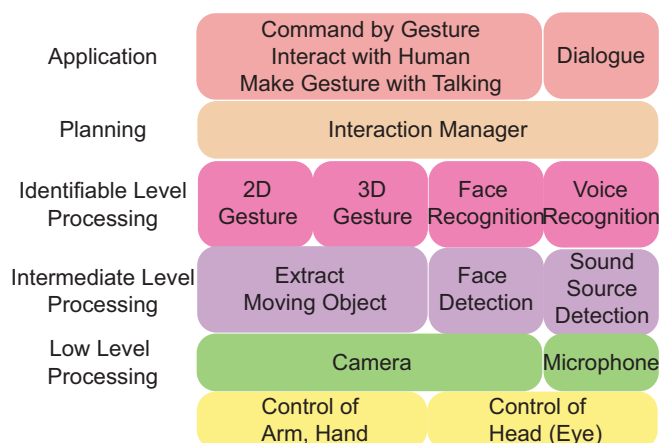 Application
Command by Gesture
Interact with Human
Make Gesture with Talking
Dialogue
Planning
Interaction Manager
Identifiable Level
Processing
2D
Gesture
3D
Gesture
Face
Recognition
Voice
Recognition
Intermediate Level
Processing
Extract
Moving Object
Face
Detection
Sound
Source
Detection
Low Level
Processing
Camera
Microphone
Control of
Arm, Hand
Control of
Head (Eye)